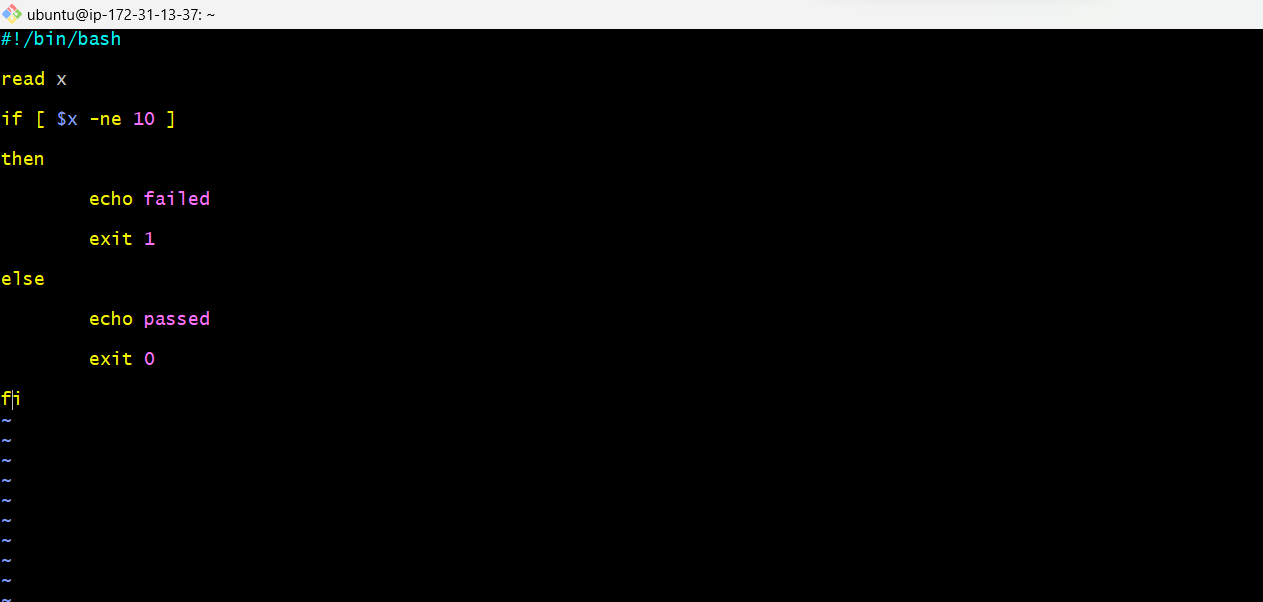 ubuntu@ip-172-31-13-37: ~
#!/bin/bash
read x
if [ $x -ne 10 ]
then
echo failed
exit 1
else
echo passed
exit 0
fi
~
~
~
~
~
~
~
~
~
~